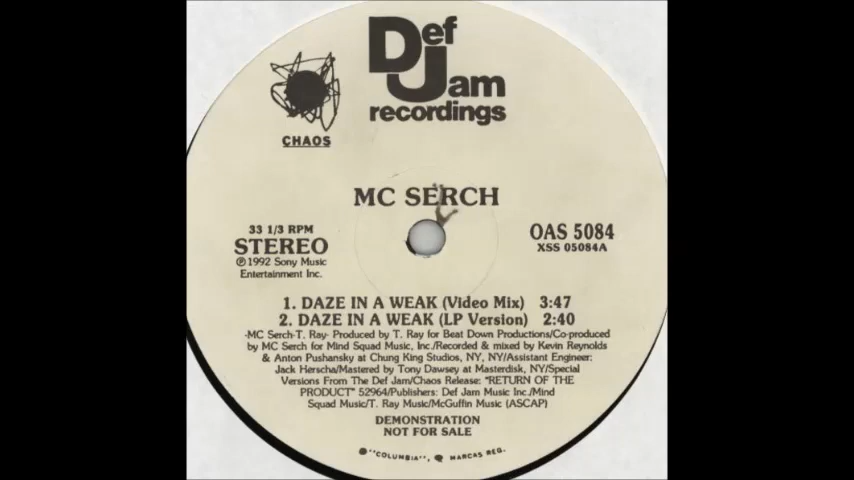 Def
Jam
recordings
CHAOS
MC SERCH
33 1/3 RPM
STEREO
℗1992 Sony Music
Entertainment Inc.
OAS 5084
XSS 05084A
1. DAZE IN A WEAK (Video Mix) 3:47
2. DAZE IN A WEAK (LP Version) 2:40
-MC Serch-T. Ray- Produced by T. Ray for Beat Down Productions/Co-produced
by MC Serch for Mind Squad Music, Inc./Recorded & mixed by Kevin Reynolds
& Anton Pushansky at Chung King Studios, NY, NY/Assistant Engineer:
Jack Herscha/Mastered by Tony Dawsey at Masterdisk, NY/Special
Versions From The Def Jam/Chaos Release: "RETURN OF THE
PRODUCT" 52964/Publishers: Def Jam Music Inc./Mind
Squad Music/T. Ray Music/McGuffin Music (ASCAP)
DEMONSTRATION
NOT FOR SALE
"COLUMBIA", MARCAS REG.